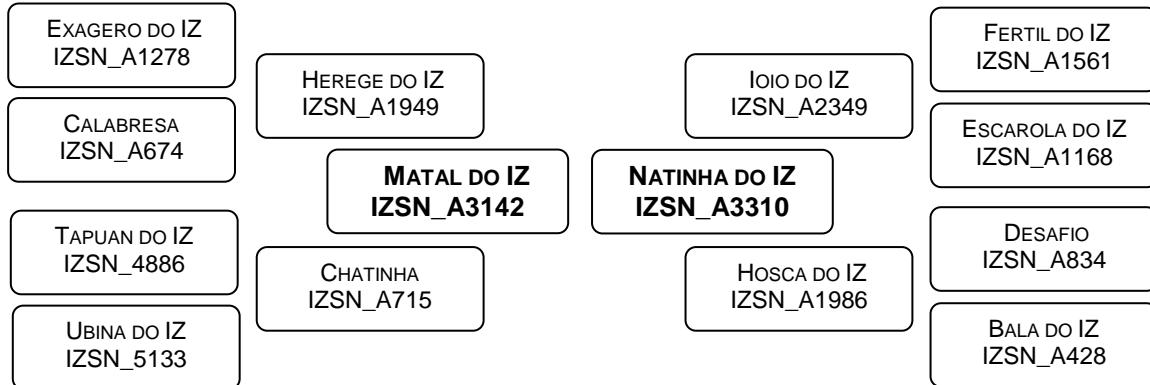 EXAGERO DO IZ
IZSN_A1278
HEREGE DO IZ
IZSN_A1949
CALABRESA
IZSN_A674
MATAL DO IZ
IZSN_A3142
TAPUAN DO IZ
IZSN_4886
CHATINHA
IZSN_A715
UBINA DO IZ
IZSN_5133
FERTIL DO IZ
IZSN_A1561
IOIO DO IZ
IZSN_A2349
ESCAROLA DO IZ
IZSN_A1168
NATINHA DO IZ
IZSN_A3310
DESAFIO
IZSN_A834
HOSCA DO IZ
IZSN_A1986
BALA DO IZ
IZSN_A428